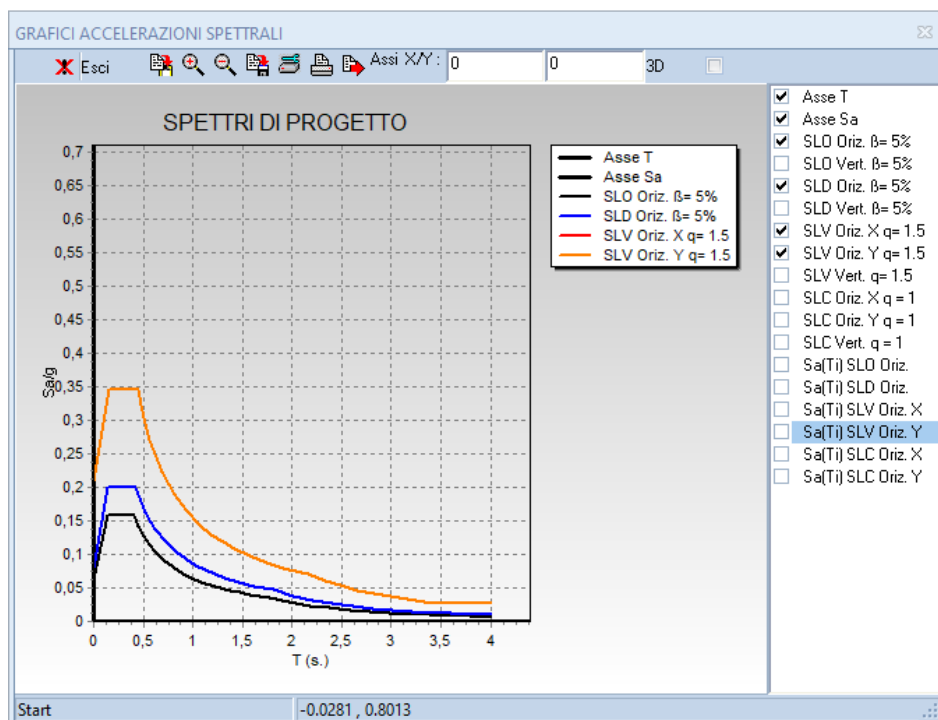 GRAFICI ACCELERAZIONI SPETTRALI
Esci Assi X/Y : 0 0 3D
SPETTRI DI PROGETTO
0,7
0,65
0,6
0,55
0,5
0,45
0,4
0,35
0,3
0,25
0,2
0,15
0,1
0,05
0
Sa/g
0 0,5 1 1,5 2 2,5 3 3,5 4
T (s.)
Asse T
Asse Sa
SLO Oriz. ß= 5%
SLD Oriz. ß= 5%
SLV Oriz. X q= 1.5
SLV Oriz. Y q= 1.5
Asse T
Asse Sa
SLO Oriz. ß= 5%
SLO Vert. ß= 5%
SLD Oriz. ß= 5%
SLD Vert. ß= 5%
SLV Oriz. X q= 1.5
SLV Oriz. Y q= 1.5
SLV Vert. q= 1.5
SLC Oriz. X q = 1
SLC Oriz. Y q = 1
SLC Vert. q = 1
Sa(Ti) SLO Oriz.
Sa(Ti) SLD Oriz.
Sa(Ti) SLV Oriz. X
Sa(Ti) SLV Oriz. Y
Sa(Ti) SLC Oriz. X
Sa(Ti) SLC Oriz. Y
Start -0.0281 , 0.8013